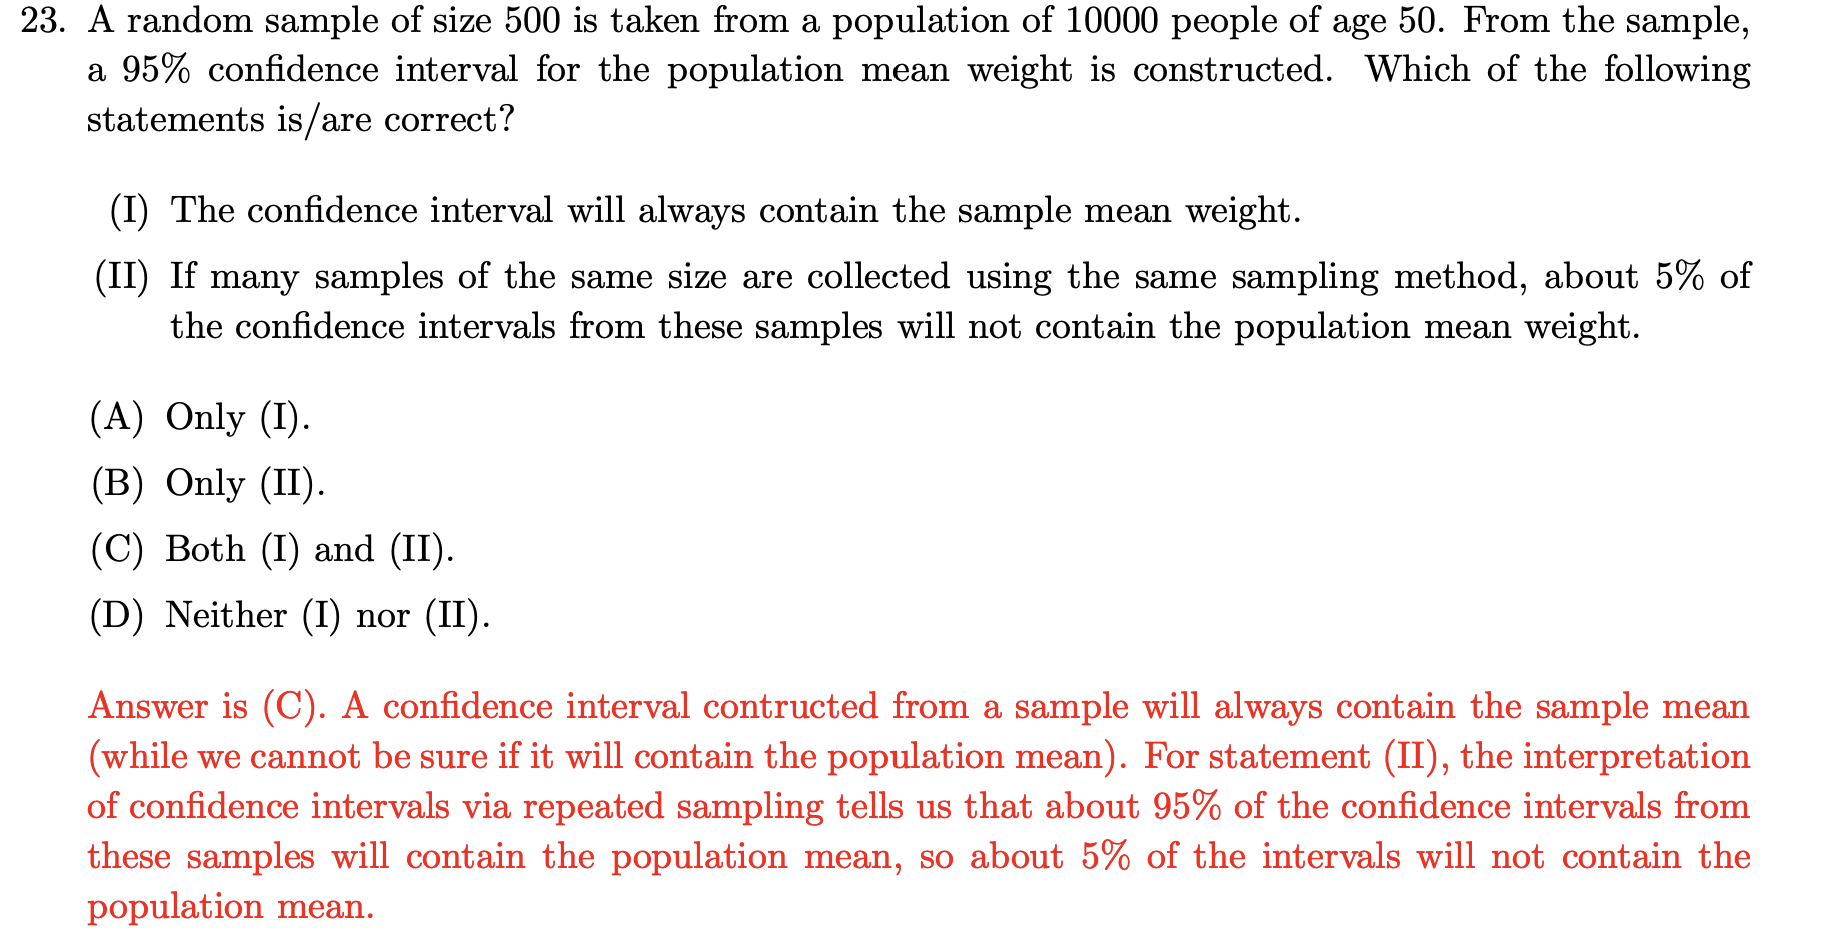 23. A random sample of size 500 is taken from a population of 10000 people of age 50. From the sample,
a 95% confidence interval for the population mean weight is constructed. Which of the following
statements is/are correct?
(I) The confidence interval will always contain the sample mean weight.
(II) If many samples of the same size are collected using the same sampling method, about 5% of
the confidence intervals from these samples will not contain the population mean weight.
(A) Only (I).
(B) Only (II).
(C) Both (I) and (II).
(D) Neither (I) nor (II).
Answer is (C). A confidence interval contructed from a sample will always contain the sample mean
(while we cannot be sure if it will contain the population mean). For statement (II), the interpretation
of confidence intervals via repeated sampling tells us that about 95% of the confidence intervals from
these samples will contain the population mean, so about 5% of the intervals will not contain the
population mean.